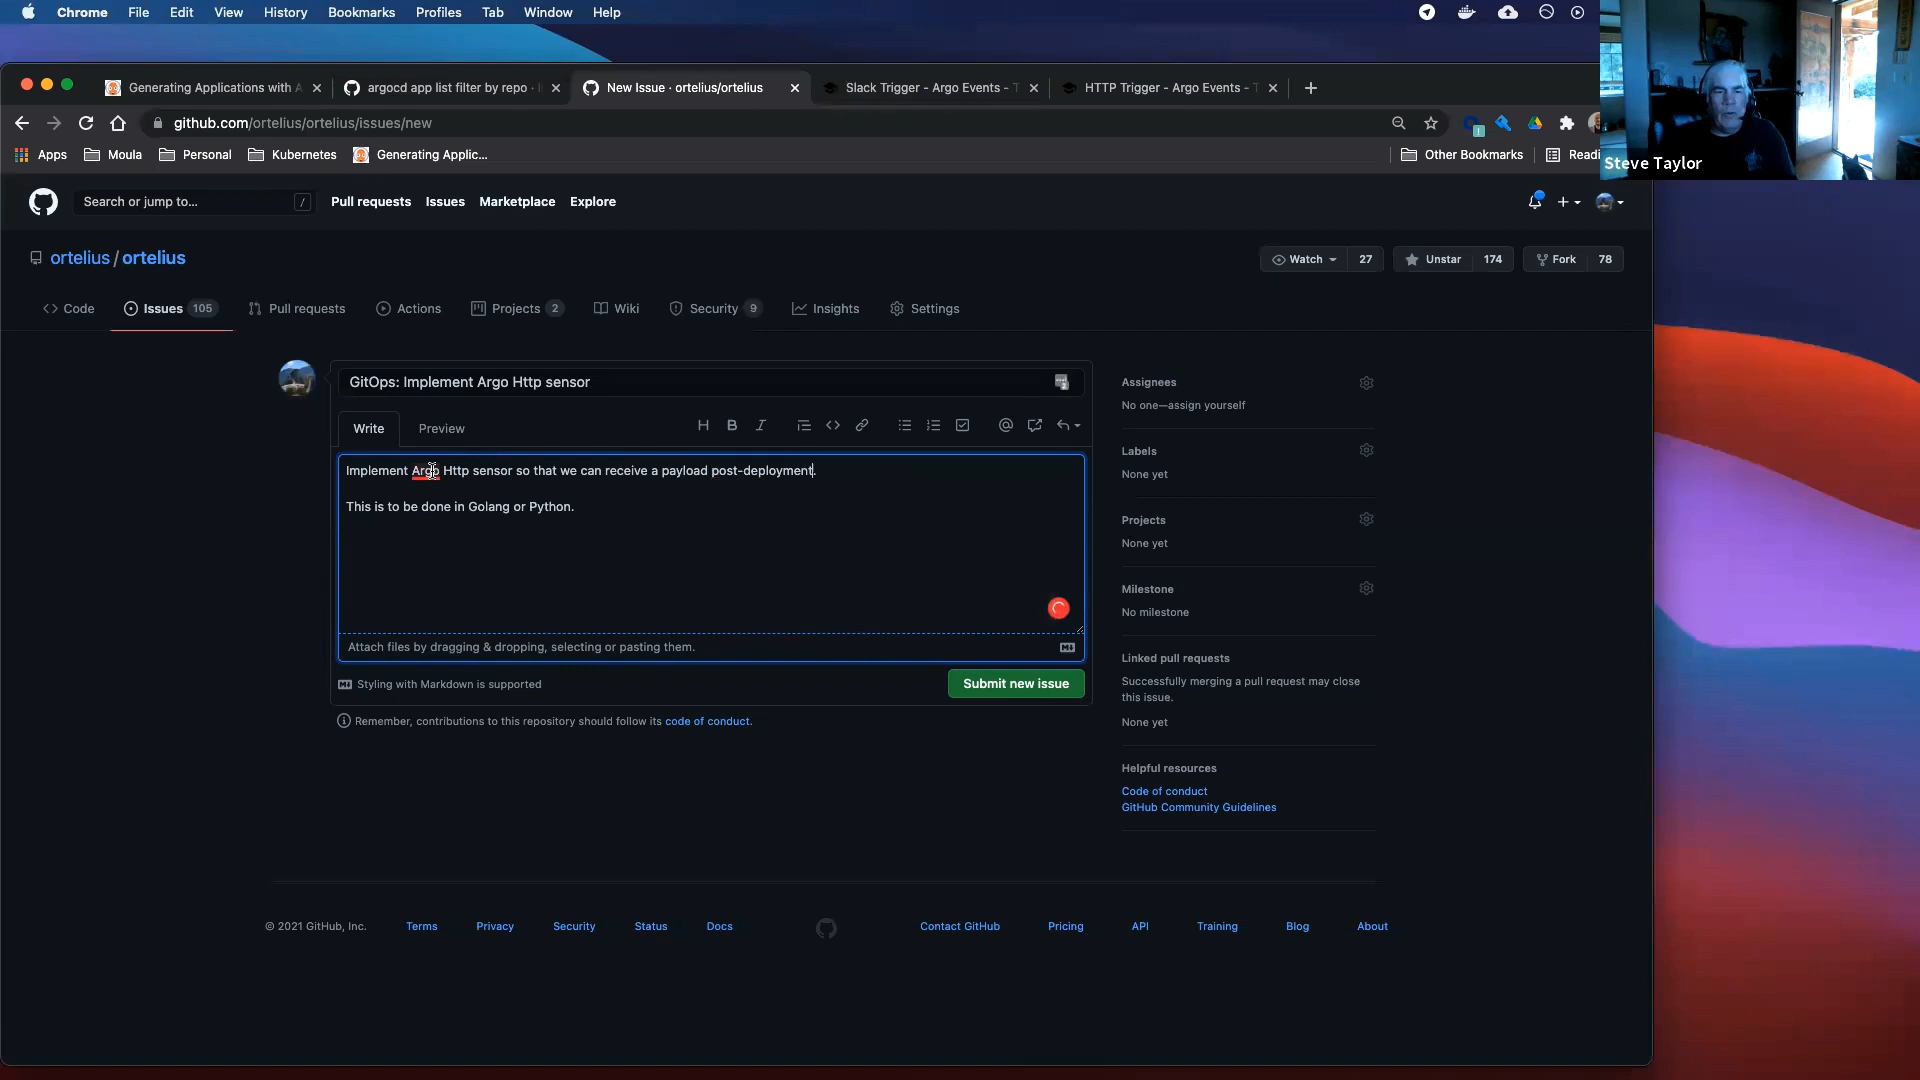 Chrome File Edit View History Bookmarks Profiles Tab Window Help
Generating Applications with A
argocd app list filter by repo · I
New Issue · ortelius/ortelius
Slack Trigger - Argo Events - T
HTTP Trigger - Argo Events - T
github.com/ortelius/ortelius/issues/new
Apps Moula Personal Kubernetes Generating Applic... Other Bookmarks Readi
Steve Taylor
Search or jump to... / Pull requests Issues Marketplace Explore
ortelius / ortelius
Watch 27 Unstar 174 Fork 78
Code Issues 105 Pull requests Actions Projects 2 Wiki Security 9 Insights Settings
GitOps: Implement Argo Http sensor
Write Preview
Implement Argo Http sensor so that we can receive a payload post-deployment.
This is to be done in Golang or Python.
Attach files by dragging & dropping, selecting or pasting them.
Styling with Markdown is supported
Submit new issue
Remember, contributions to this repository should follow its code of conduct.
Assignees
No one—assign yourself
Labels
None yet
Projects
None yet
Milestone
No milestone
Linked pull requests
Successfully merging a pull request may close
this issue.
None yet
Helpful resources
Code of conduct
GitHub Community Guidelines
© 2021 GitHub, Inc. Terms Privacy Security Status Docs Contact GitHub Pricing API Training Blog About